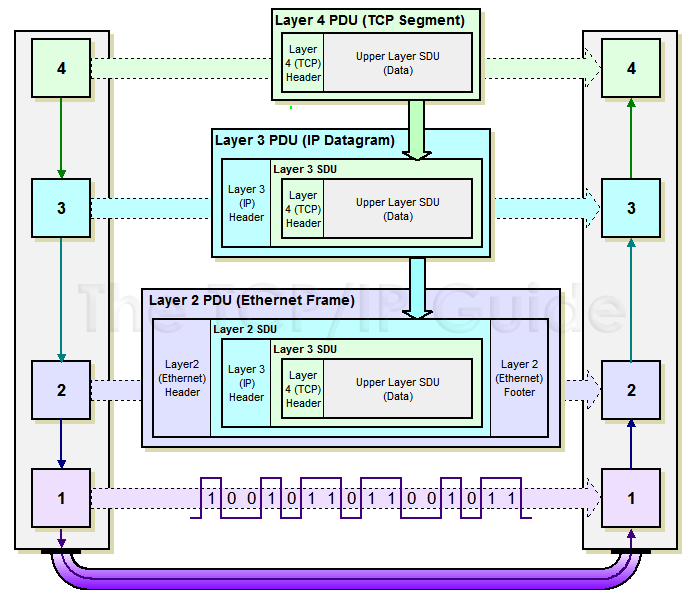 Layer 4 PDU (TCP Segment)
Layer
4 (TCP)
Header
Upper Layer SDU
(Data)
4
4
Layer 3 PDU (IP Datagram)
Layer 3 SDU
Layer 3
(IP)
Header
Layer
4 (TCP)
Header
Upper Layer SDU
(Data)
3
3
The TCP/IP Guide
Layer 2 PDU (Ethernet Frame)
Layer 2 SDU
Layer 3 SDU
Layer2
(Ethernet)
Header
Layer 3
(IP)
Header
Layer
4 (TCP)
Header
Upper Layer SDU
(Data)
Layer 2
(Ethernet)
Footer
2
2
1
1 0 0 1 0 1 1 0 1 1 0 0 1 0 1 1
1